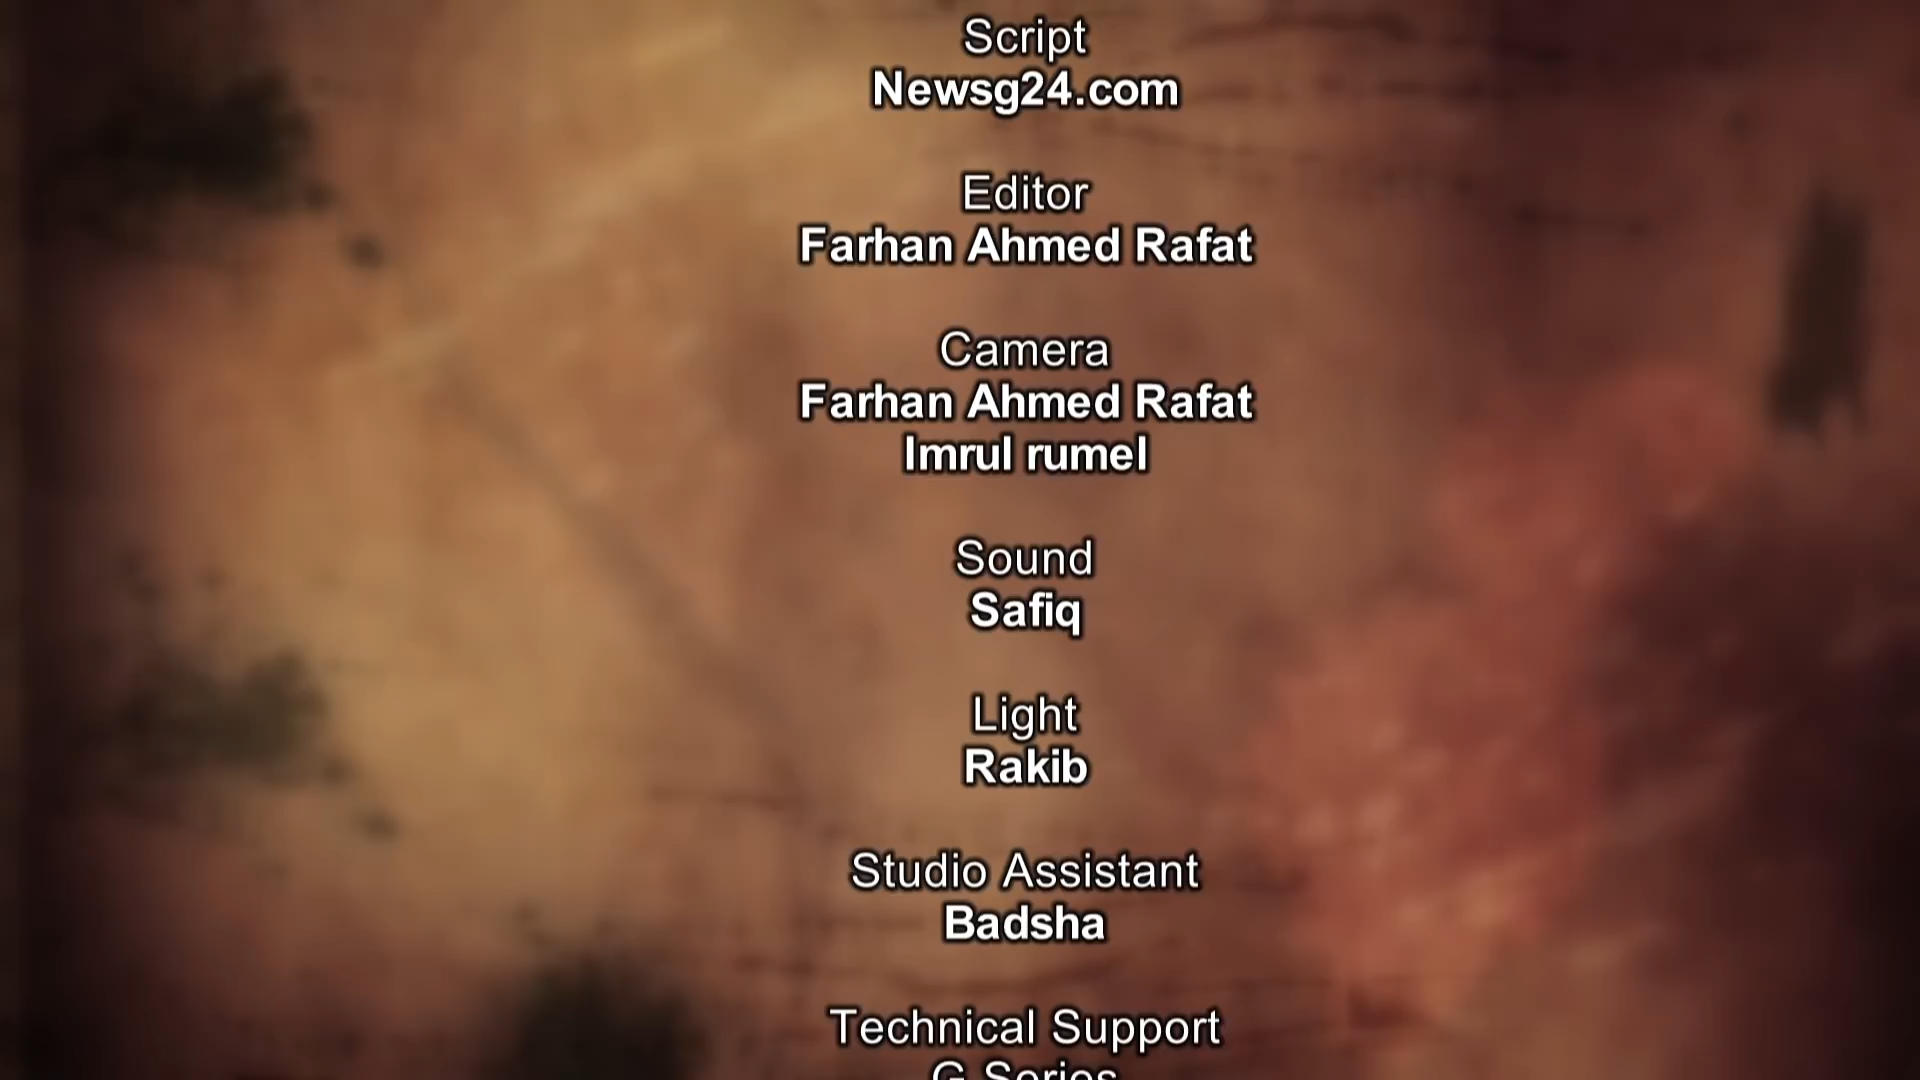 Script
Newsg24.com
Editor
Farhan Ahmed Rafat
Camera
Farhan Ahmed Rafat
Imrul rumel
Sound
Safiq
Light
Rakib
Studio Assistant
Badsha
Technical Support
G Series